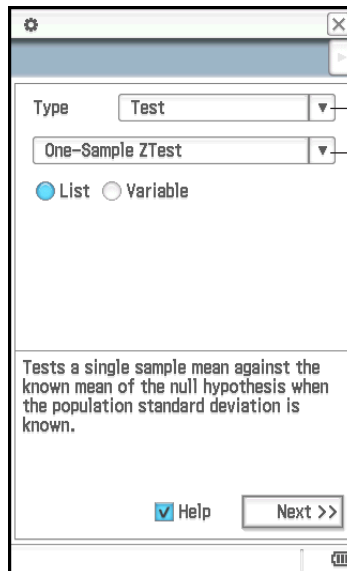 Type
Test
One-Sample ZTest
List
Variable
Tests a single sample mean against the
known mean of the null hypothesis when
the population standard deviation is
known.
Help
Next >>